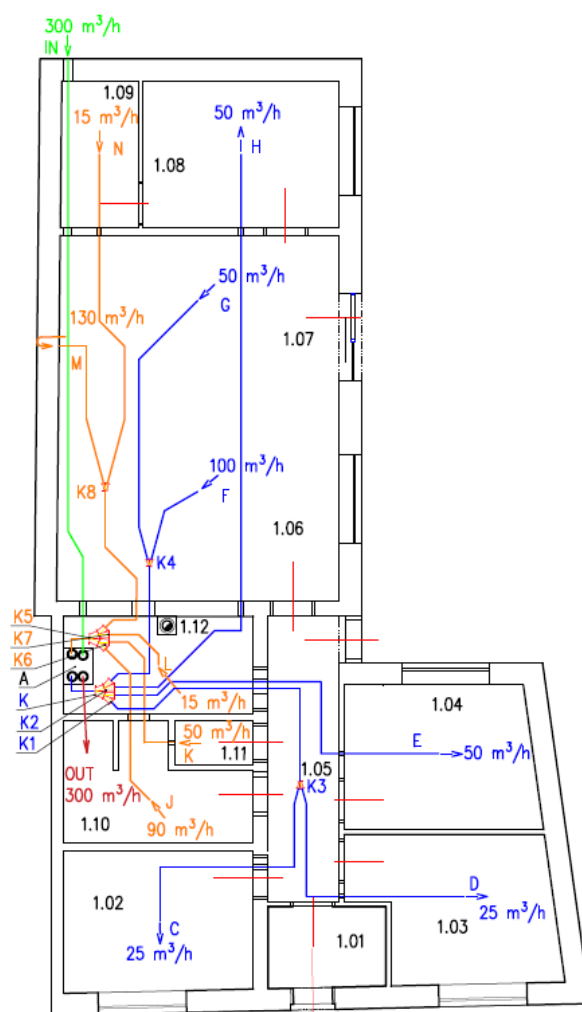 300 m³/h
IN
1.09
15 m³/h
N
50 m³/h
H
1.08
50 m³/h
G
130 m³/h
1.07
M
100 m³/h
F
K8
1.06
K4
K5
K7
K6
A
K
K2
K1
1.12
L
15 m³/h
1.04
50 m³/h
K
1.11
E
50 m³/h
1.05
K3
OUT
300 m³/h
J
1.10
90 m³/h
1.02
C
25 m³/h
D
25 m³/h
1.03
1.01